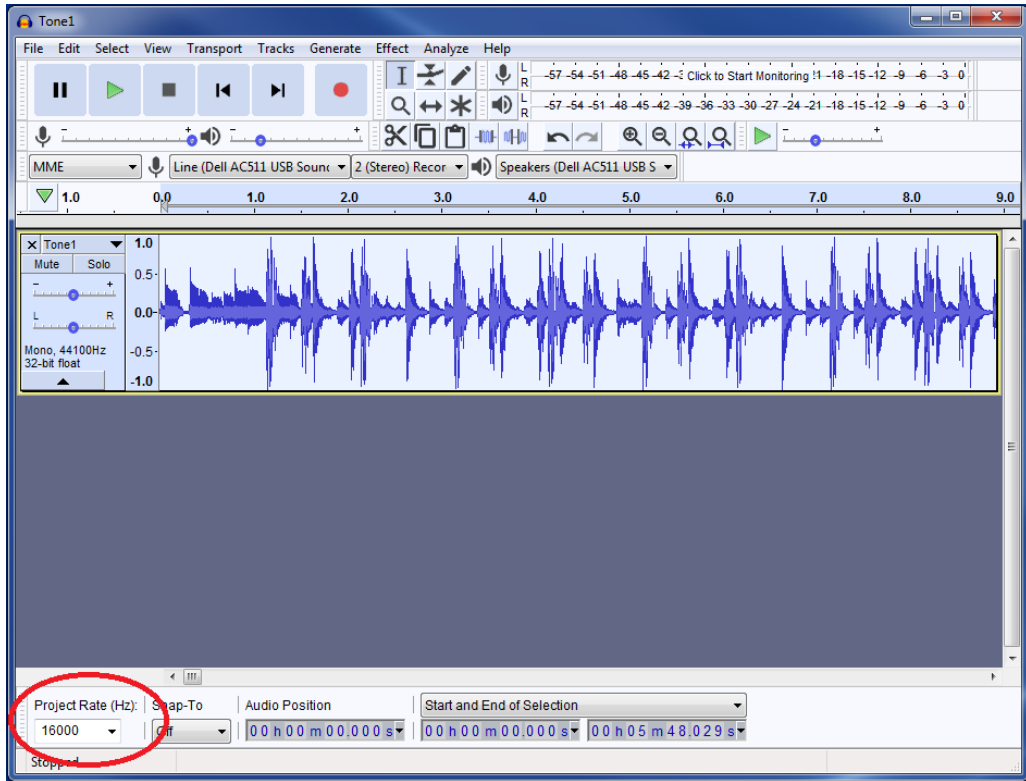 Tone1
File Edit Select View Transport Tracks Generate Effect Analyze Help
L
R
-57 -54 -51 -48 -45 -42 -3 Click to Start Monitoring !1 -18 -15 -12 -9 -6 -3 0
L
R
-57 -54 -51 -48 -45 -42 -39 -36 -33 -30 -27 -24 -21 -18 -15 -12 -9 -6 -3 0
- + - + - +
MME Line (Dell AC511 USB Sounc 2 (Stereo) Recor Speakers (Dell AC511 USB S
1.0 0.0 1.0 2.0 3.0 4.0 5.0 6.0 7.0 8.0 9.0
X Tone1 1.0
Mute Solo
- + 0.5-
L R 0.0-
Mono, 44100Hz -0.5-
32-bit float
-1.0
Project Rate (Hz): Snap-To Audio Position Start and End of Selection
16000 Off 00 h 00 m 00.000 s 00 h 00 m 00.000 s 00 h 05 m 48.029 s
Stopped